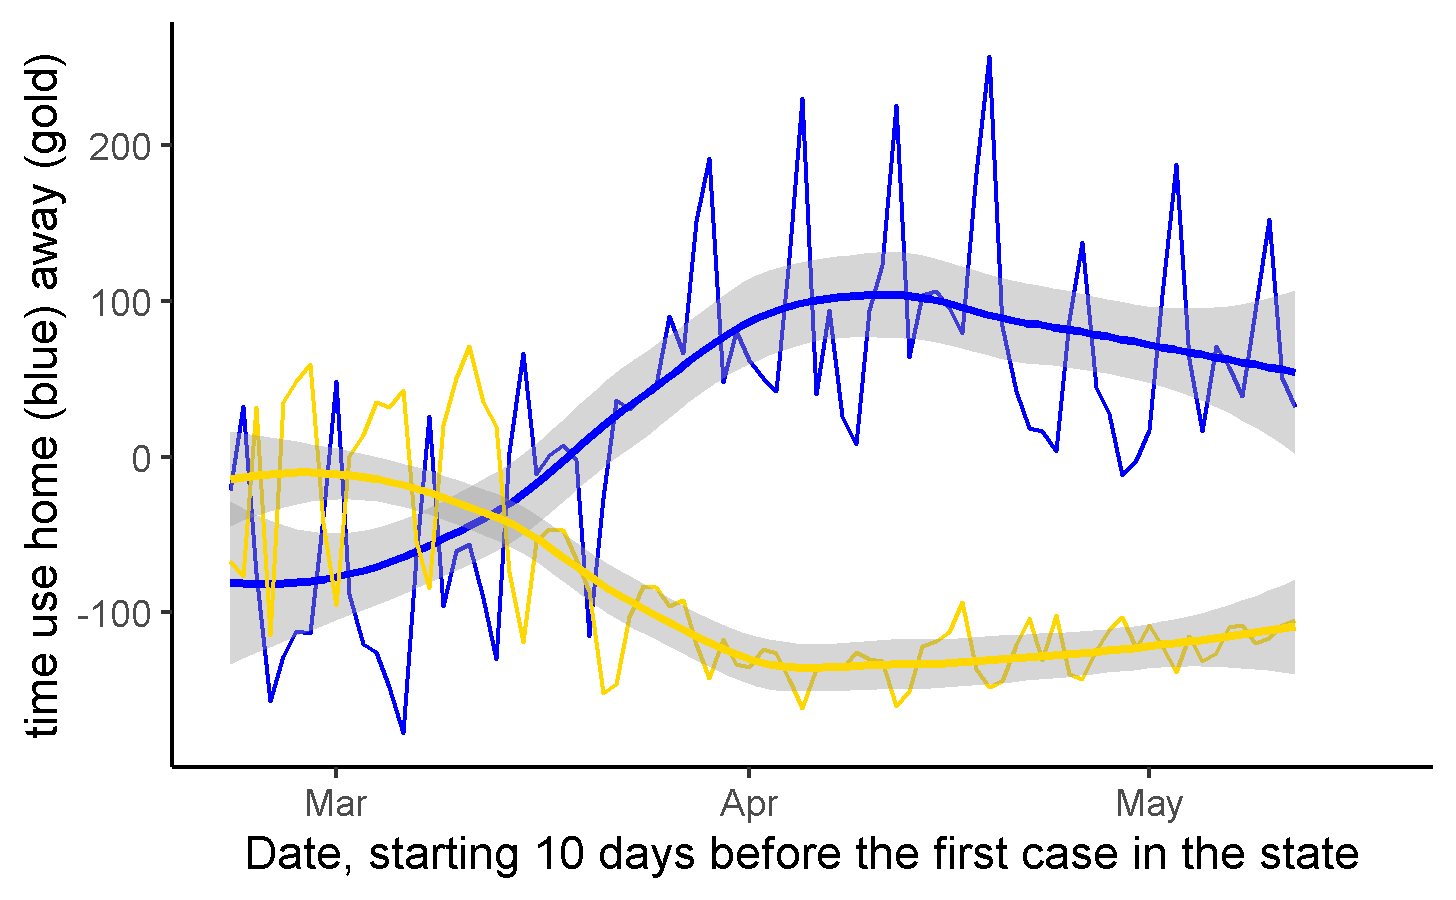 time use home (blue) away (gold)
200
100
0
-100
Mar
Apr
May
Date, starting 10 days before the first case in the state